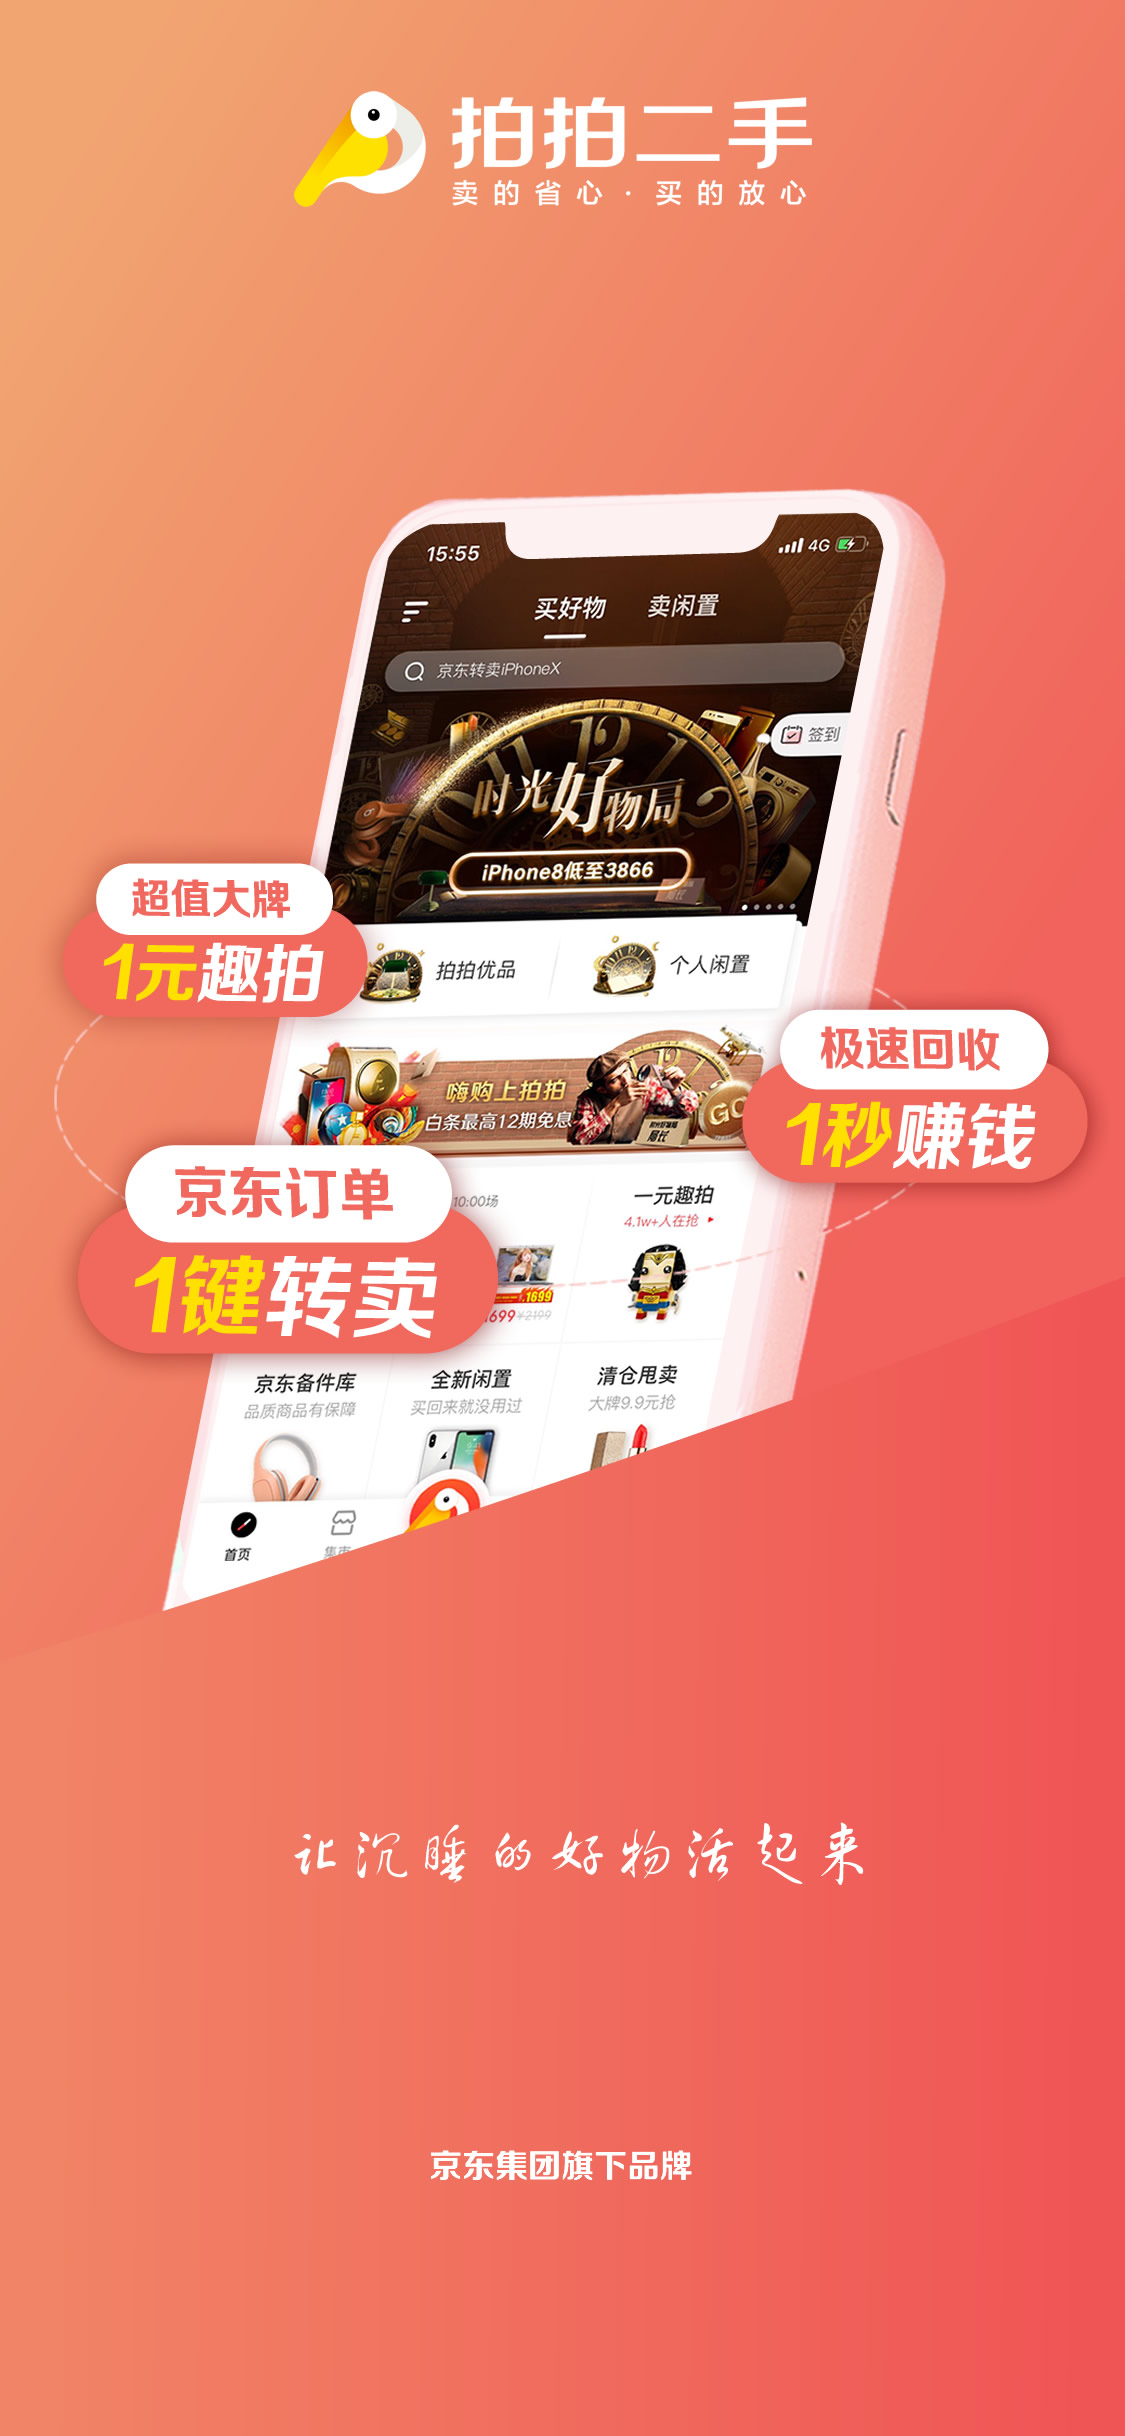 拍拍二手
卖的省心·买的放心
15:55
4G
买好物 卖闲置
京东转卖iPhoneX
签到
时光好物局
iPhone8低至3866
超值大牌
1元趣拍
拍拍优品
个人闲置
极速回收
1秒赚钱
嗨购上拍拍
白条最高12期免息
GO
京东订单
1键转卖
10:00场
一元趣拍
4.1w+人在抢
1699
699 ¥2199
京东备件库
品质商品有保障
全新闲置
买回来就没用过
清仓甩卖
大牌9.9元抢
首页
让沉睡的好物活起来
京东集团旗下品牌